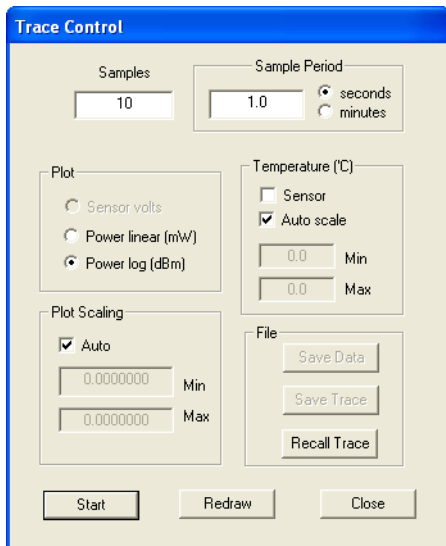 Trace Control
Samples
10
Sample Period
1.0
seconds
minutes
Plot
Sensor volts
Power linear (mW)
Power log (dBm)
Temperature (°C)
Sensor
Auto scale
0.0 Min
0.0 Max
Plot Scaling
Auto
0.0000000 Min
0.0000000 Max
File
Save Data
Save Trace
Recall Trace
Start Redraw Close